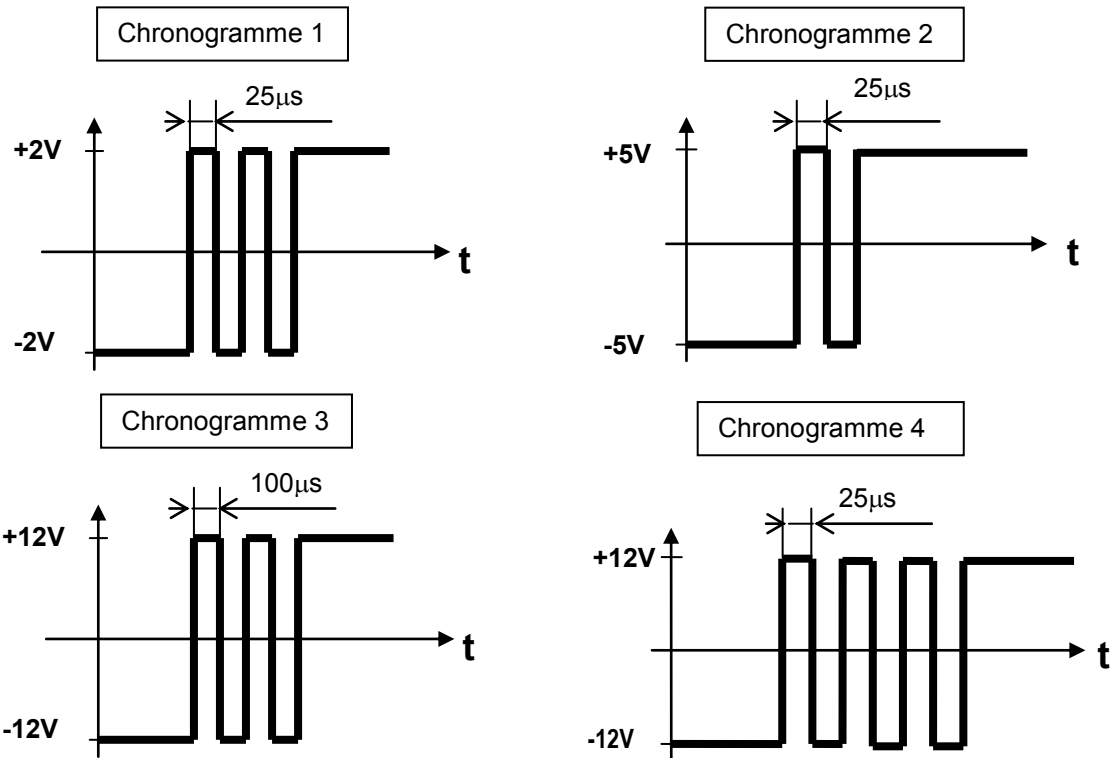 Chronogramme 1
25µs
+2V
t
-2V
Chronogramme 2
25µs
+5V
t
-5V
Chronogramme 3
100µs
+12V
t
-12V
Chronogramme 4
25µs
+12V
t
-12V